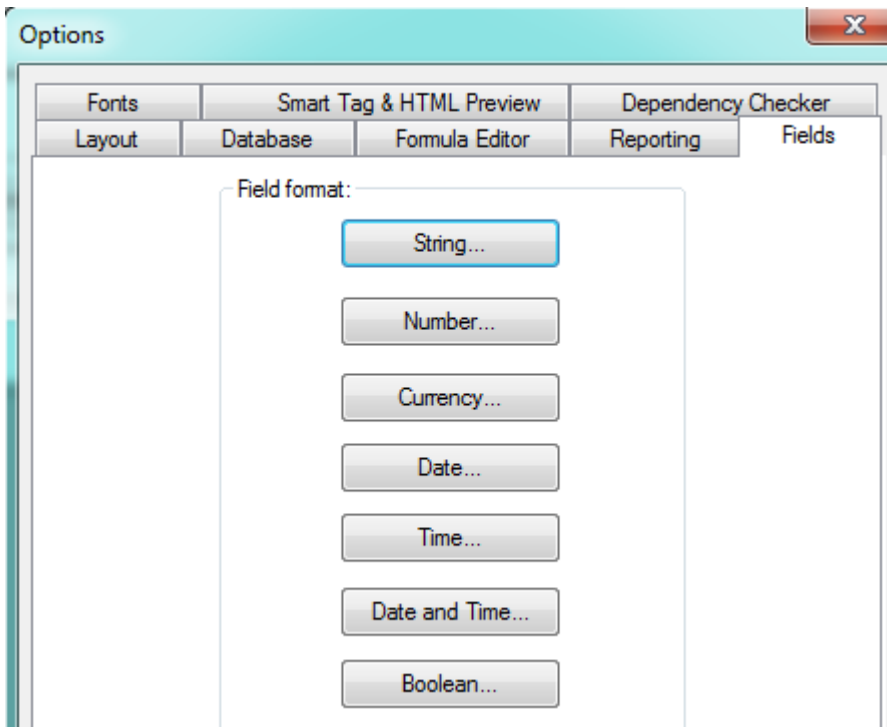 Options
Fonts Smart Tag & HTML Preview Dependency Checker
Layout Database Formula Editor Reporting Fields
Field format:
String...
Number...
Currency...
Date...
Time...
Date and Time...
Boolean...